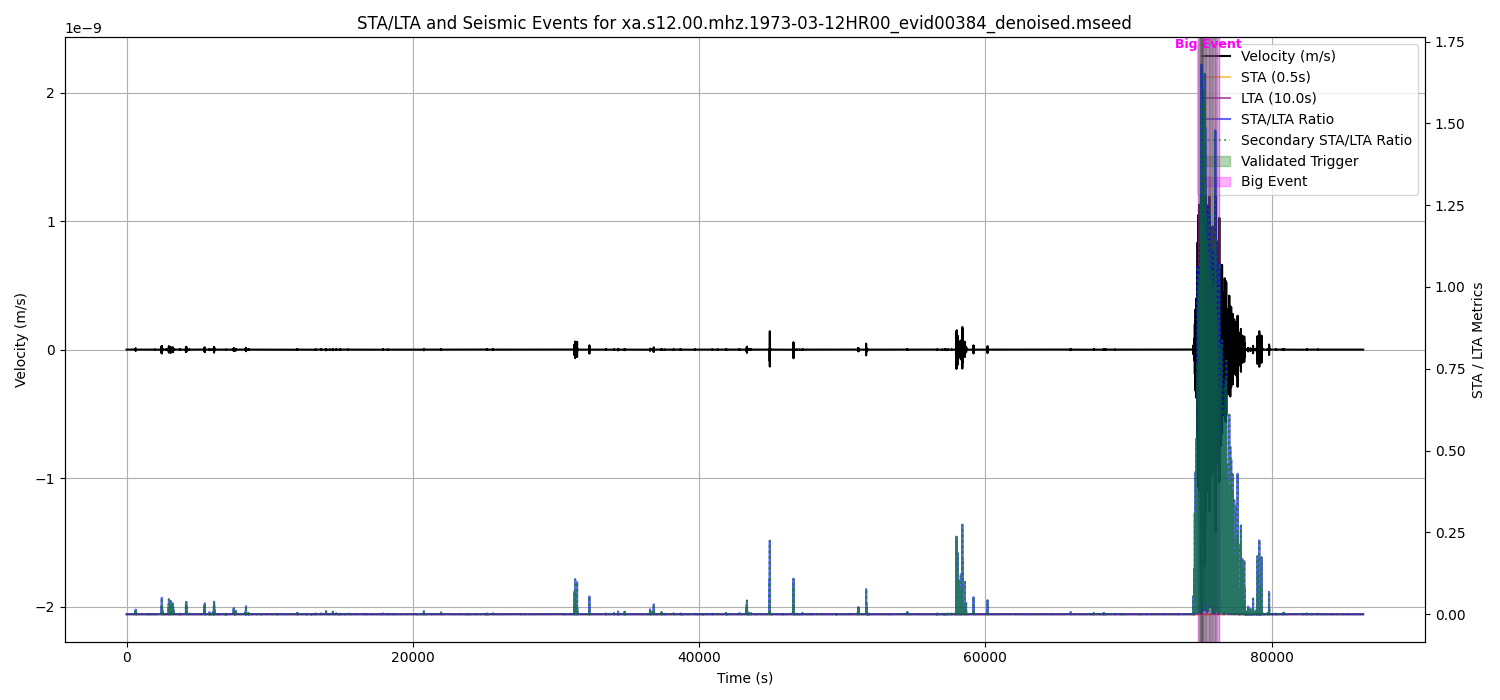 STA/LTA and Seismic Events for xa.s12.00.mhz.1973-03-12HR00_evid00384_denoised.mseed
1e−9
Big Event
Velocity (m/s)
STA (0.5s)
LTA (10.0s)
STA/LTA Ratio
Secondary STA/LTA Ratio
Validated Trigger
Big Event
2
1
0
−1
−2
Velocity (m/s)
1.75
1.50
1.25
1.00
0.75
0.50
0.25
0.00
STA / LTA Metrics
0
20000
40000
60000
80000
Time (s)